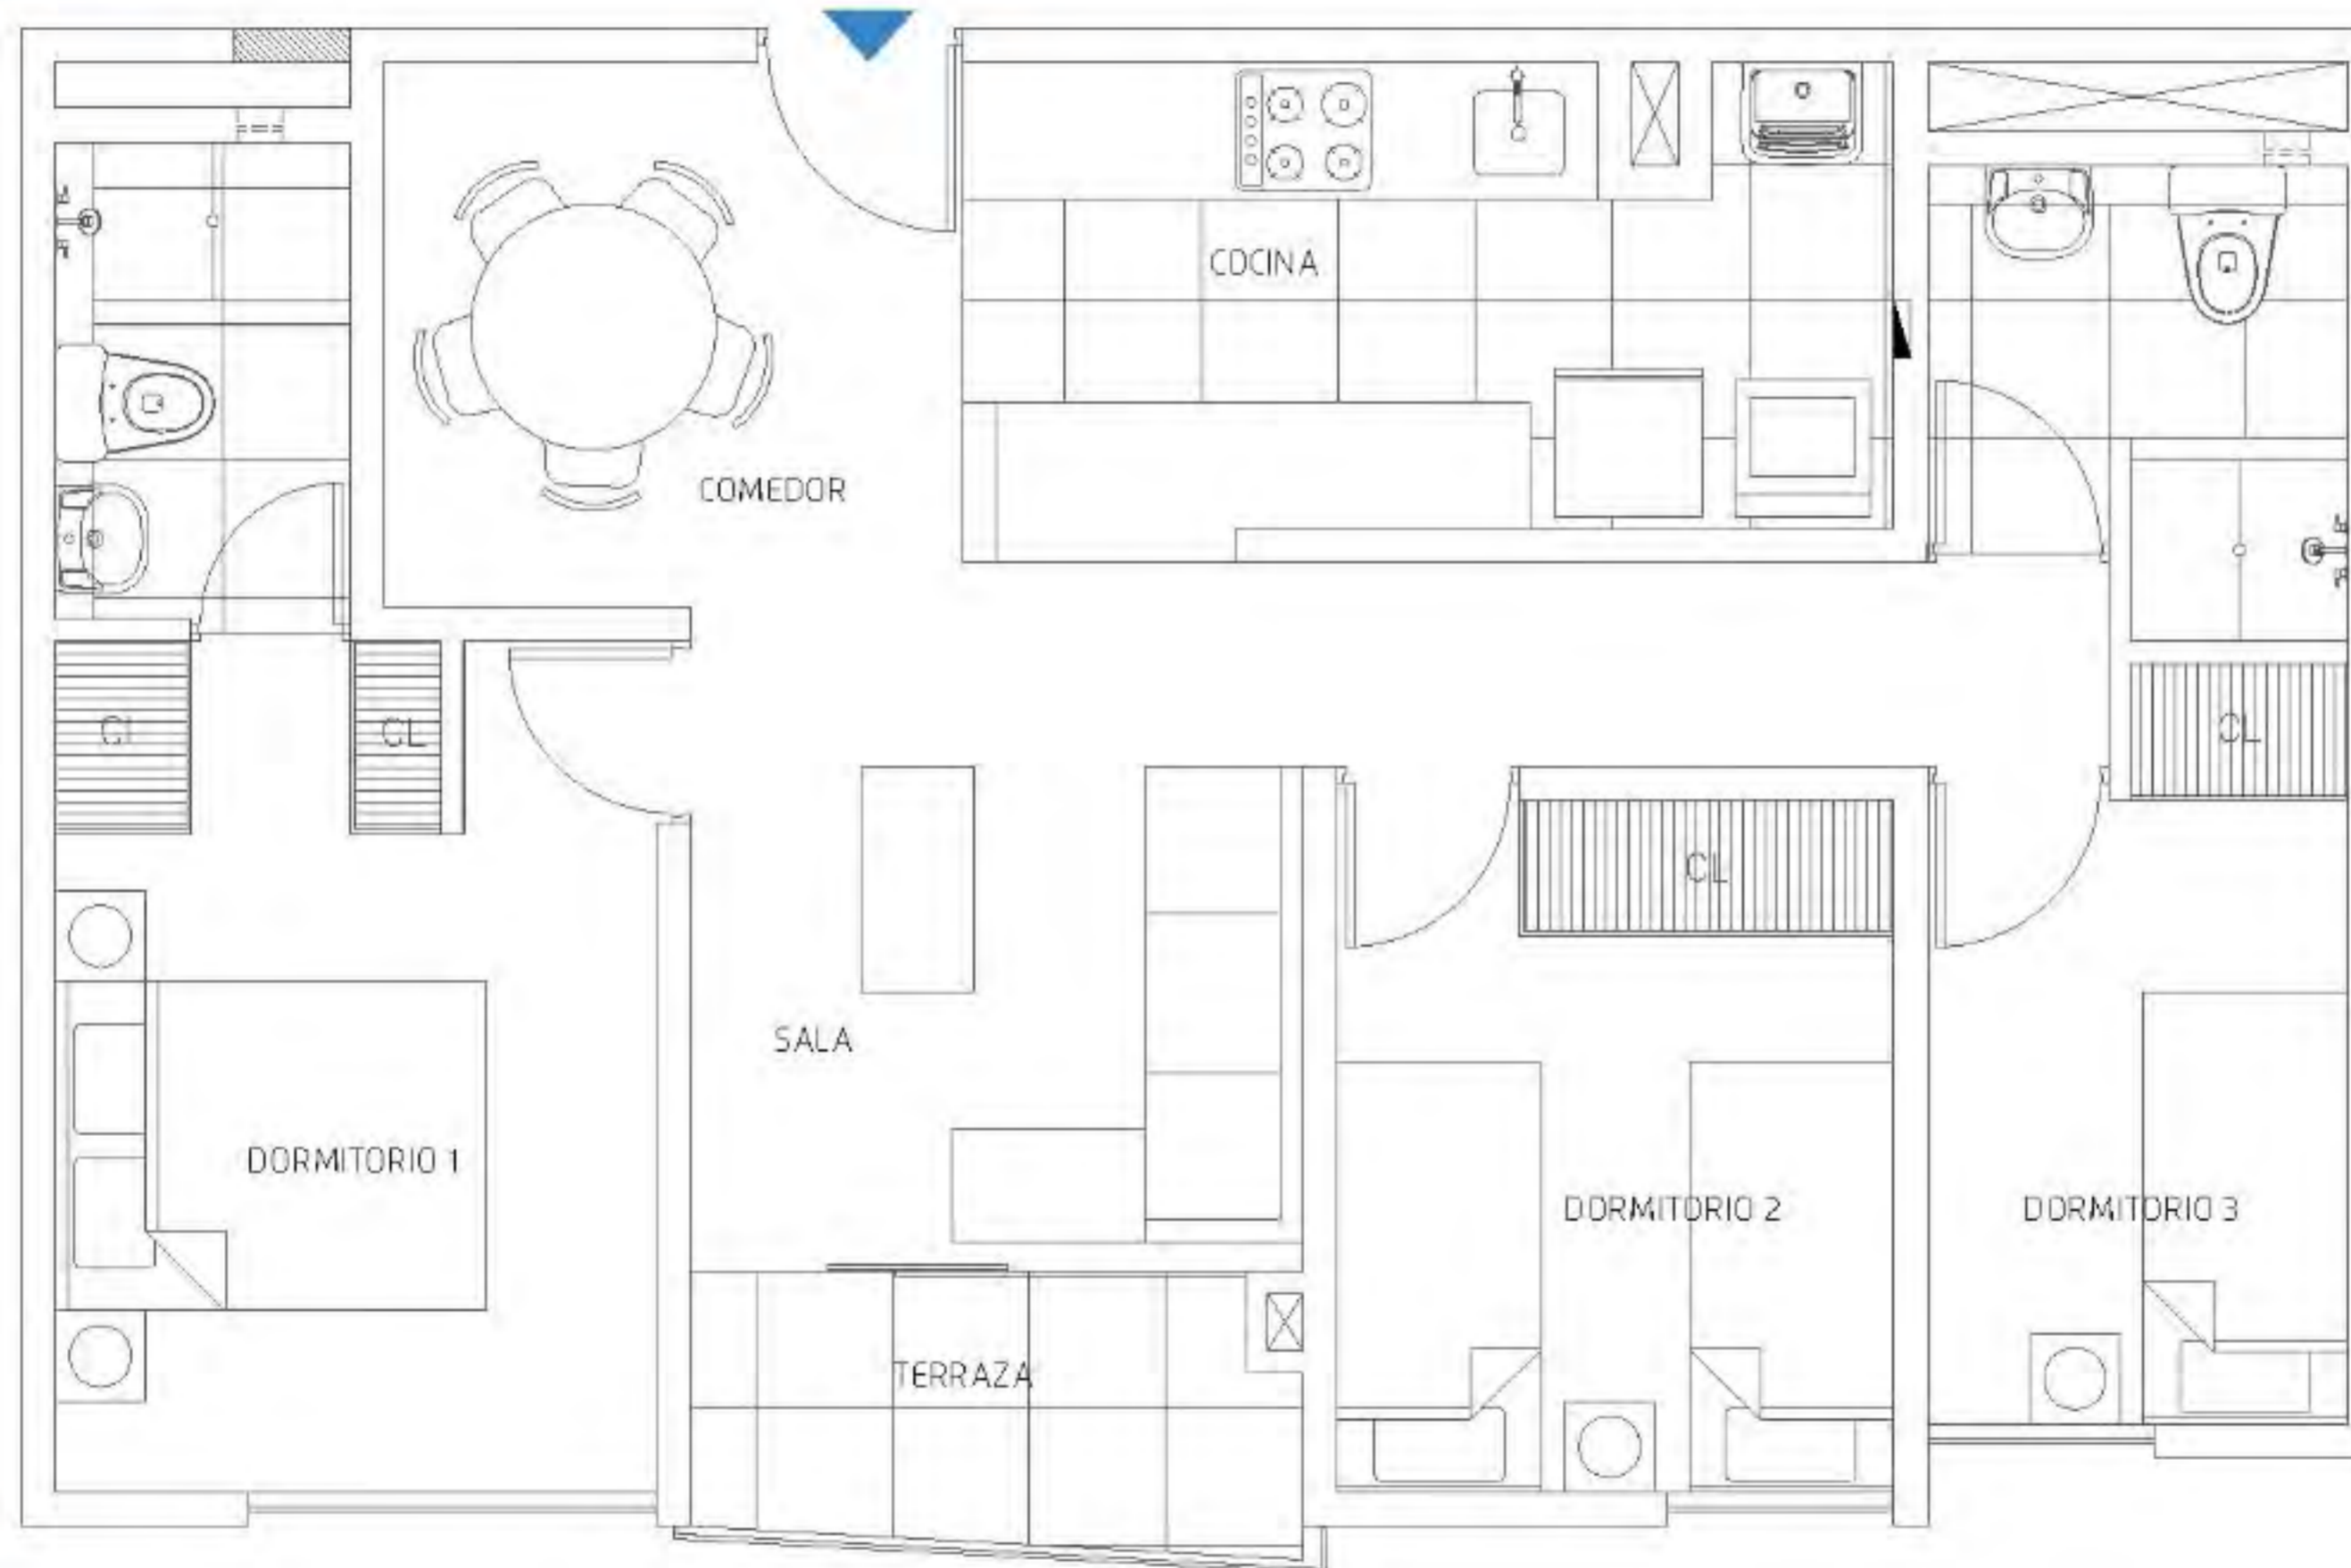 COCINA
COMEDOR
CL
CL
CL
CL
SALA
DORMITORIO 1
DORMITORIO 2
DORMITORIO 3
TERRAZA